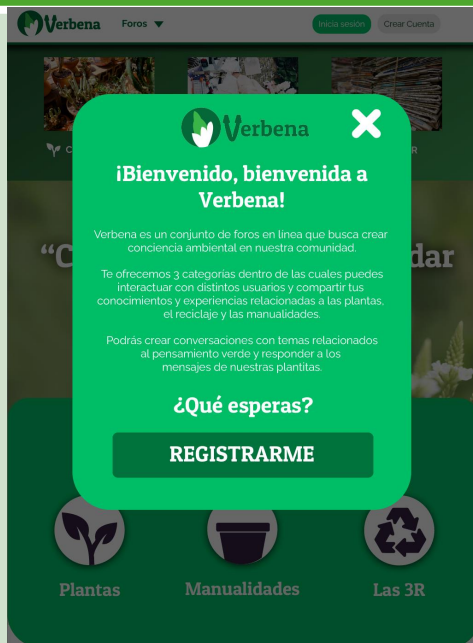 Verbena
Foros
Inicia sesión
Crear Cuenta
C
R
Verbena
¡Bienvenido, bienvenida a
Verbena!
Verbena es un conjunto de foros en línea que busca crear
conciencia ambiental en nuestra comunidad.
“C
dar
Te ofrecemos 3 categorías dentro de las cuales puedes
interactuar con distintos usuarios y compartir tus
conocimientos y experiencias relacionadas a las plantas,
el reciclaje y las manualidades.
Podrás crear conversaciones con temas relacionados
al pensamiento verde y responder a los
mensajes de nuestras plantitas.
¿Qué esperas?
REGISTRARME
Plantas
Manualidades
Las 3R